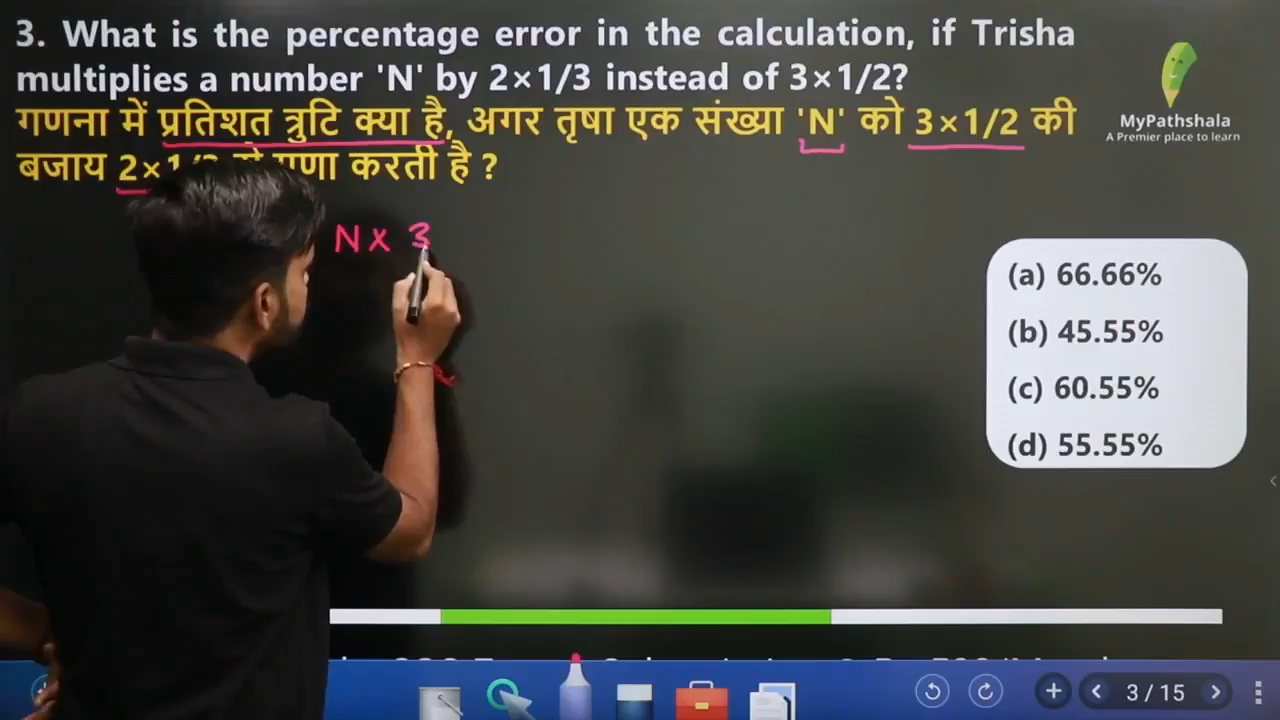 3. What is the percentage error in the calculation, if Trisha
multiplies a number 'N' by 2×1/3 instead of 3×1/2?
गणना में प्रतिशत त्रुटि क्या है, अगर तृषा एक संख्या 'N' को 3×1/2 की
बजाय 2×1 करती है ?
MyPathshala
A Premier place to learn
N× 3
(a) 66.66%
(b) 45.55%
(c) 60.55%
(d) 55.55%
3 / 15